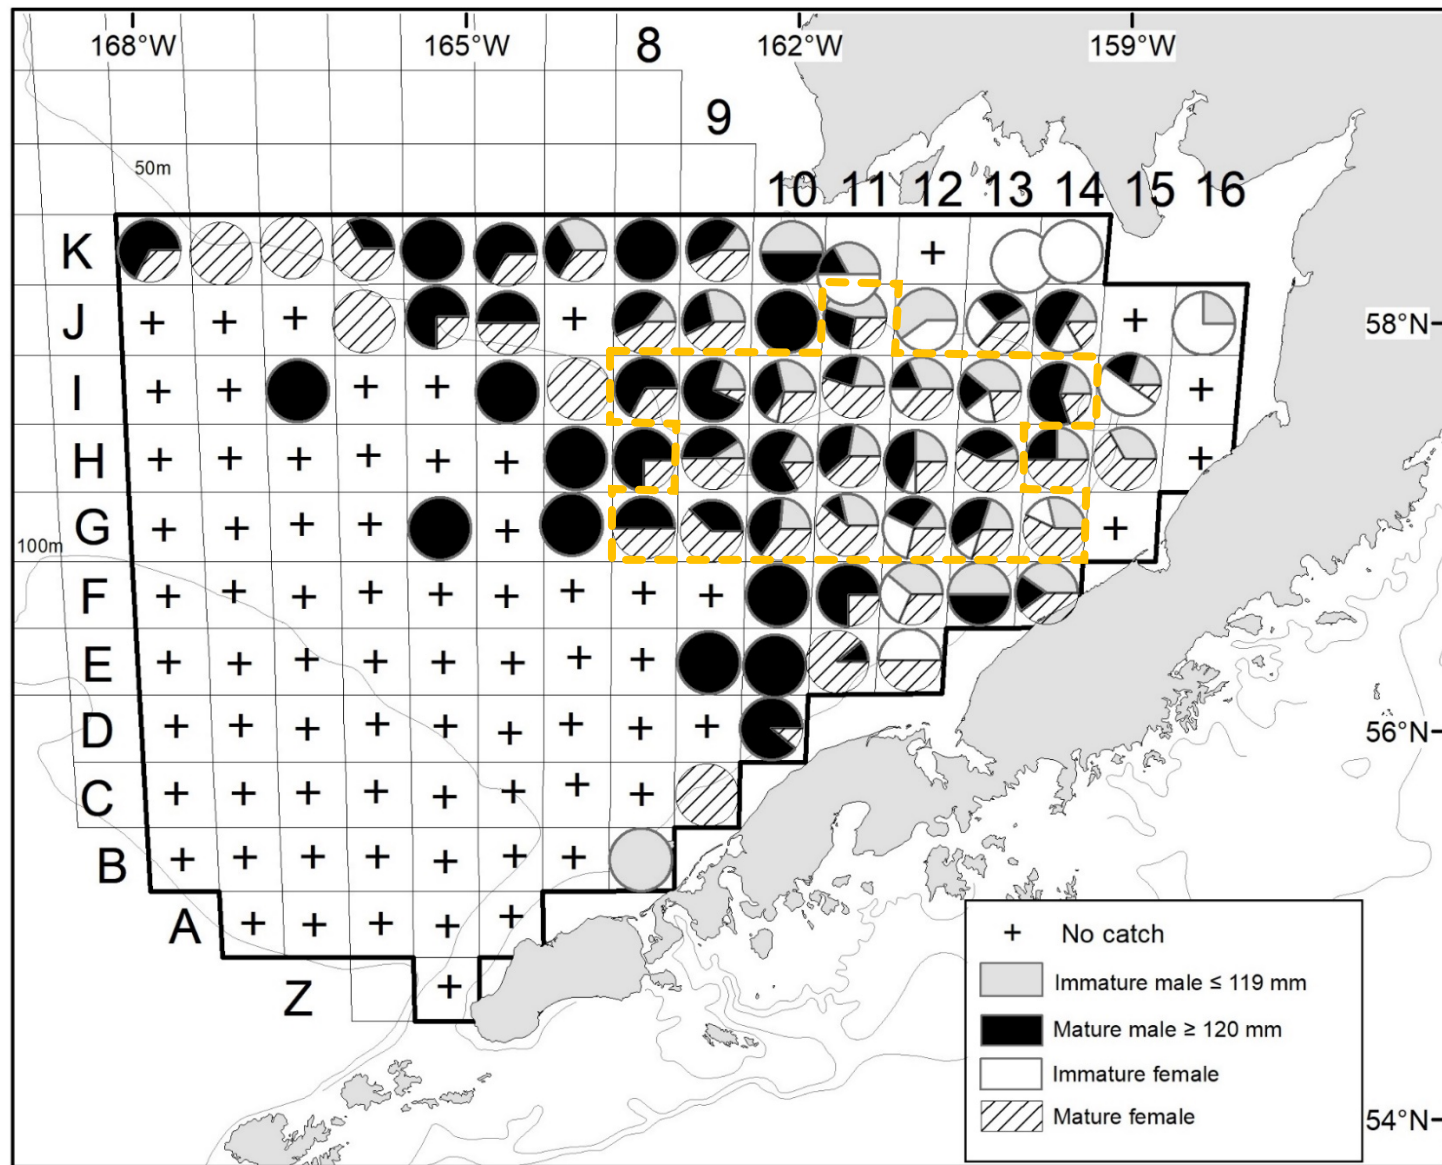 168°W 165°W 8 162°W 159°W
9
50m
10 11 12 13 14 15 16
K
J
58°N
I
H
G
100m
F
E
D
56°N
C
B
A
Z
+ No catch
Immature male ≤ 119 mm
Mature male ≥ 120 mm
Immature female
Mature female
54°N